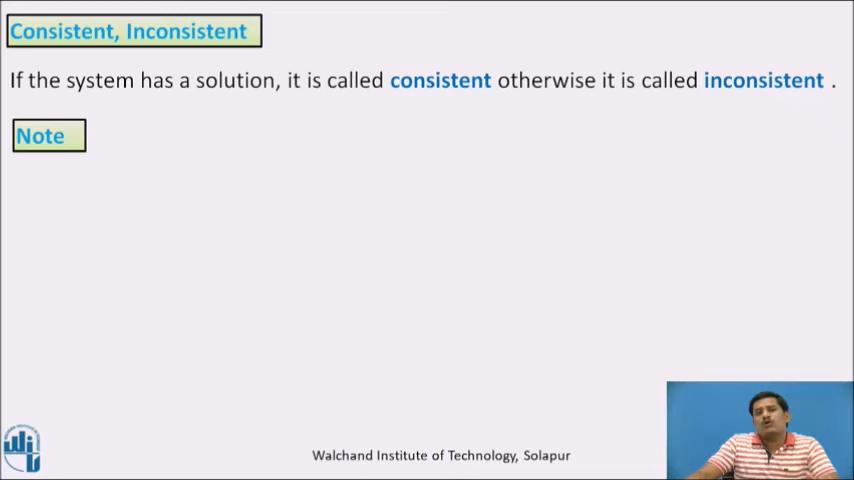 Consistent, Inconsistent
If the system has a solution, it is called consistent otherwise it is called inconsistent .
Note
Walchand Institute of Technology, Solapur